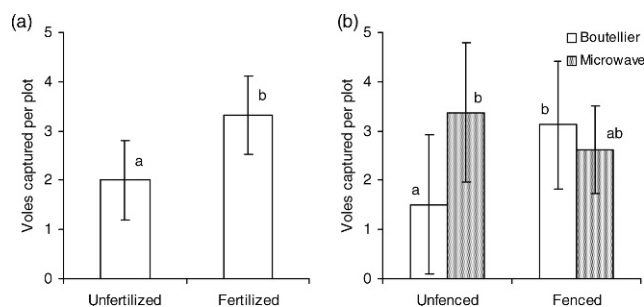 (a)
Voles captured per plot
5
4
3
2
1
0
a
b
Unfertilized
Fertilized
(b)
Voles captured per plot
5
4
3
2
1
0
Boutellier
Microwave
a
b
b
ab
Unfenced
Fenced